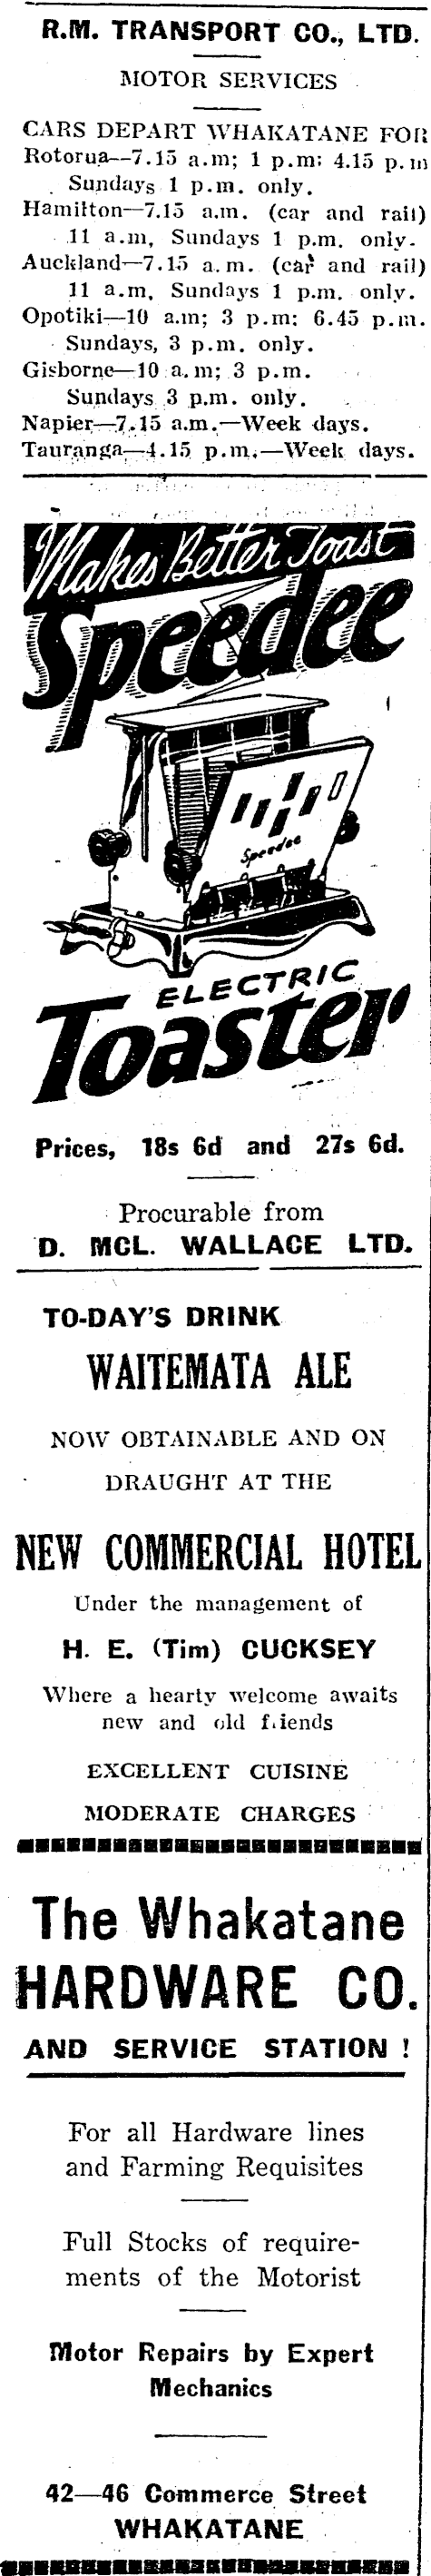 R.M. TRANSPORT CO., LTD.
MOTOR SERVICES
CARS DEPART WHAKATANE FOR
Rotorua—7.15 a.m; 1 p.m: 4.15 p.m
Sundays 1 p.m. only.
Hamilton—7.15 a.m. (car and rail)
11 a.m, Sundays 1 p.m. only.
Auckland—7.15 a.m. (car and rail)
11 a.m, Sundays 1 p.m. only.
Opotiki—10 a.m; 3 p.m: 6.45 p.m.
Sundays, 3 p.m. only.
Gisborne—10 a.m; 3 p.m.
Sundays 3 p.m. only.
Napier—7.15 a.m.—Week days.
Tauranga—4.15 p.m.—Week days.
Makes Better Toast
Speedee
Speedee
ELECTRIC
Toaster
Prices, 18s 6d and 27s 6d.
Procurable from
D. MCL. WALLACE LTD.
TO-DAY'S DRINK
WAITEMATA ALE
NOW OBTAINABLE AND ON
DRAUGHT AT THE
NEW COMMERCIAL HOTEL
Under the management of
H. E. (Tim) CUCKSEY
Where a hearty welcome awaits
new and old friends
EXCELLENT CUISINE
MODERATE CHARGES
The Whakatane
HARDWARE CO.
AND SERVICE STATION !
For all Hardware lines
and Farming Requisites
Full Stocks of require-
ments of the Motorist
Motor Repairs by Expert
Mechanics
42—46 Commerce Street
WHAKATANE